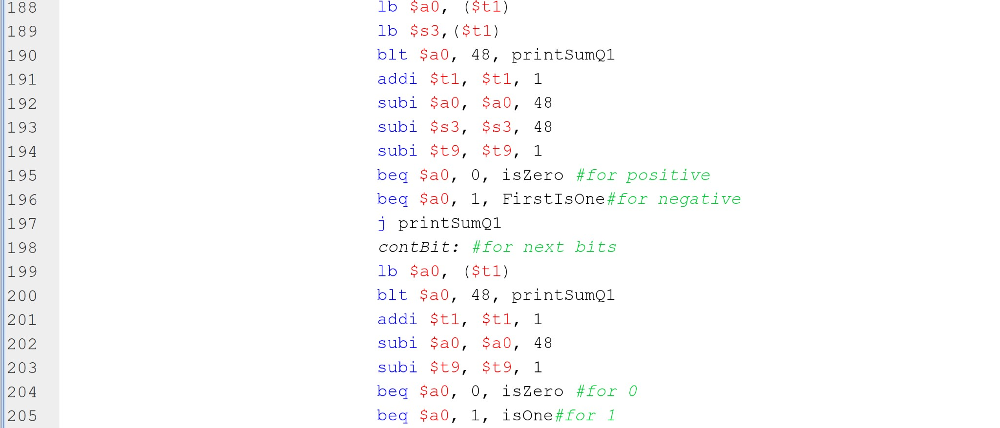 188 lb $a0, ($t1)
189 lb $s3,($t1)
190 blt $a0, 48, printSumQ1
191 addi $t1, $t1, 1
192 subi $a0, $a0, 48
193 subi $s3, $s3, 48
194 subi $t9, $t9, 1
195 beq $a0, 0, isZero #for positive
196 beq $a0, 1, FirstIsOne#for negative
197 j printSumQ1
198 contBit: #for next bits
199 lb $a0, ($t1)
200 blt $a0, 48, printSumQ1
201 addi $t1, $t1, 1
202 subi $a0, $a0, 48
203 subi $t9, $t9, 1
204 beq $a0, 0, isZero #for 0
205 beq $a0, 1, isOne#for 1